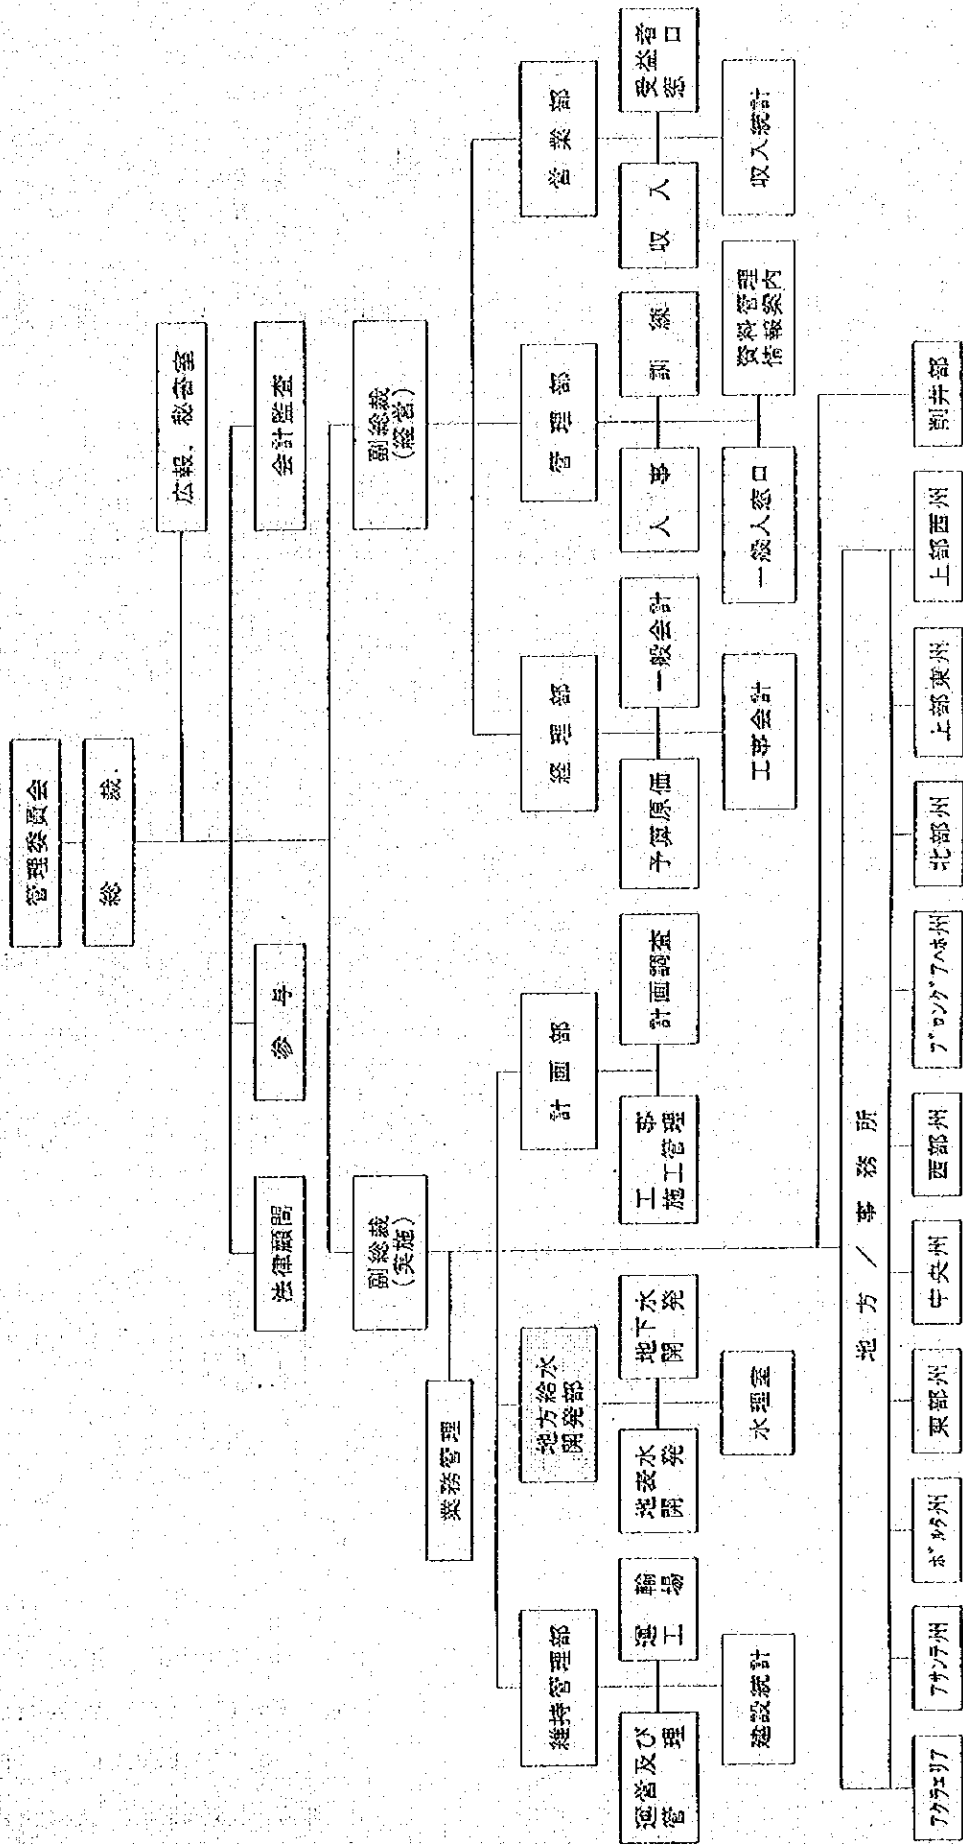 管理委員会
総 裁
広報、秘書室
法律顧問
参 与
会計監査
副総裁
(実施)
副総裁
(経営)
業務管理
維持管理部
地方給水
開発部
計 画 部
経 理 部
管 理 部
営 業 部
運営及び
管 理
運 輸
工 場
地表水
開 発
地下水
開 発
工 事
施工管理
計画調査
予算原価
一般会計
人 事
訓 練
収 入
受益者
窓 口
建設統計
水理室
工事会計
一般人窓口
資料管理
情報案内
収入統計
地 方 / 事 務 所
アクラエリア
アサンテ州
ボルタ州
東部州
中央州
西部州
ブロングアハホ州
北部州
上部東州
上部西州
削井部